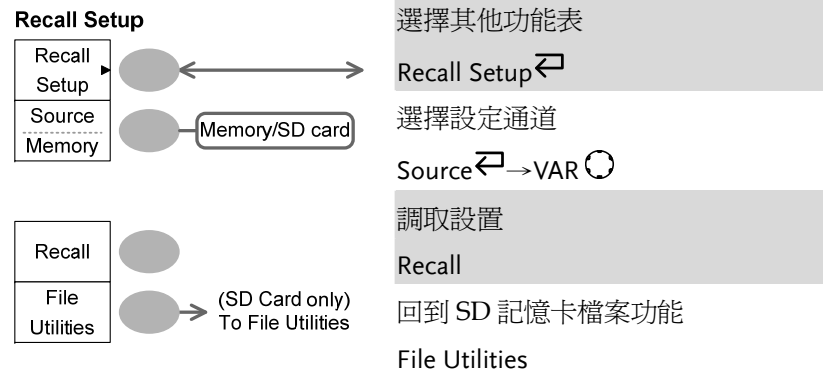 Recall Setup
Recall
Setup
Source
Memory
Memory/SD card
Recall
File
Utilities
(SD Card only)
To File Utilities
選擇其他功能表
Recall Setup
選擇設定通道
Source →VAR
調取設置
Recall
回到 SD 記憶卡檔案功能
File Utilities